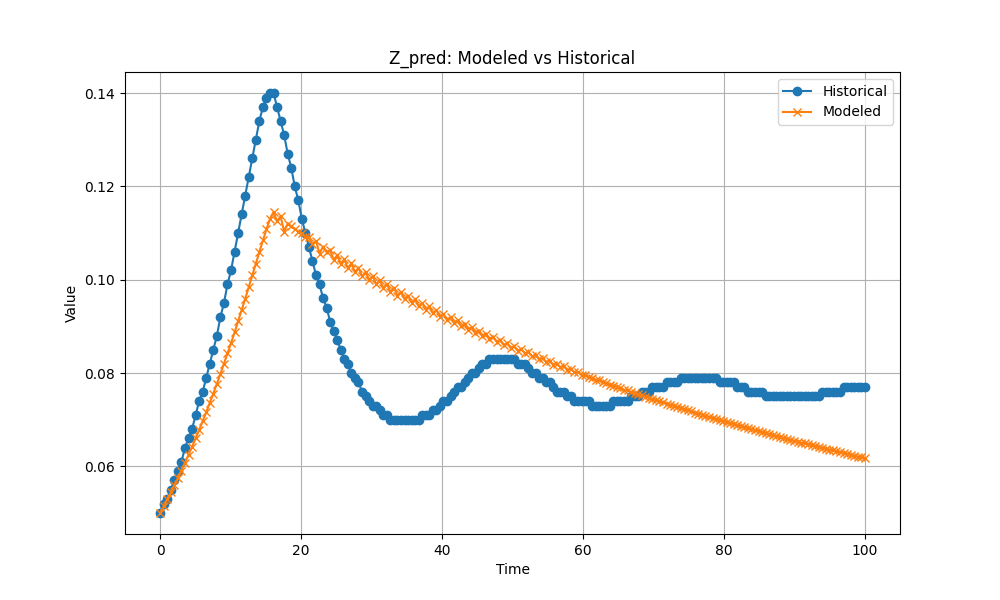 Z_pred: Modeled vs Historical
Historical
Modeled
Value
0.14
0.12
0.10
0.08
0.06
0
20
40
60
80
100
Time